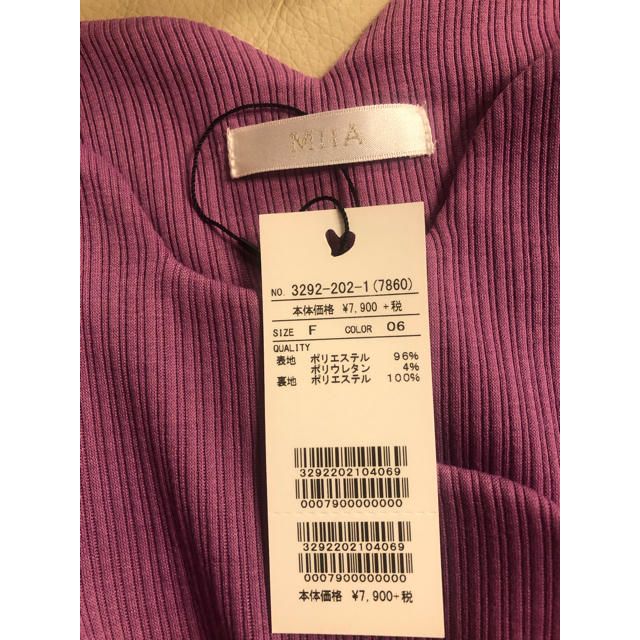 MIIA
NO. 3292-202-1(7860)
本体価格 ¥7,900 +税
SIZE F COLOR 06
QUALITY
表地 ポリエステル 96%
ポリウレタン 4%
裏地 ポリエステル 100%
3292202104069
0007900000000
3292202104069
0007900000000
本体価格 ¥7,900+税